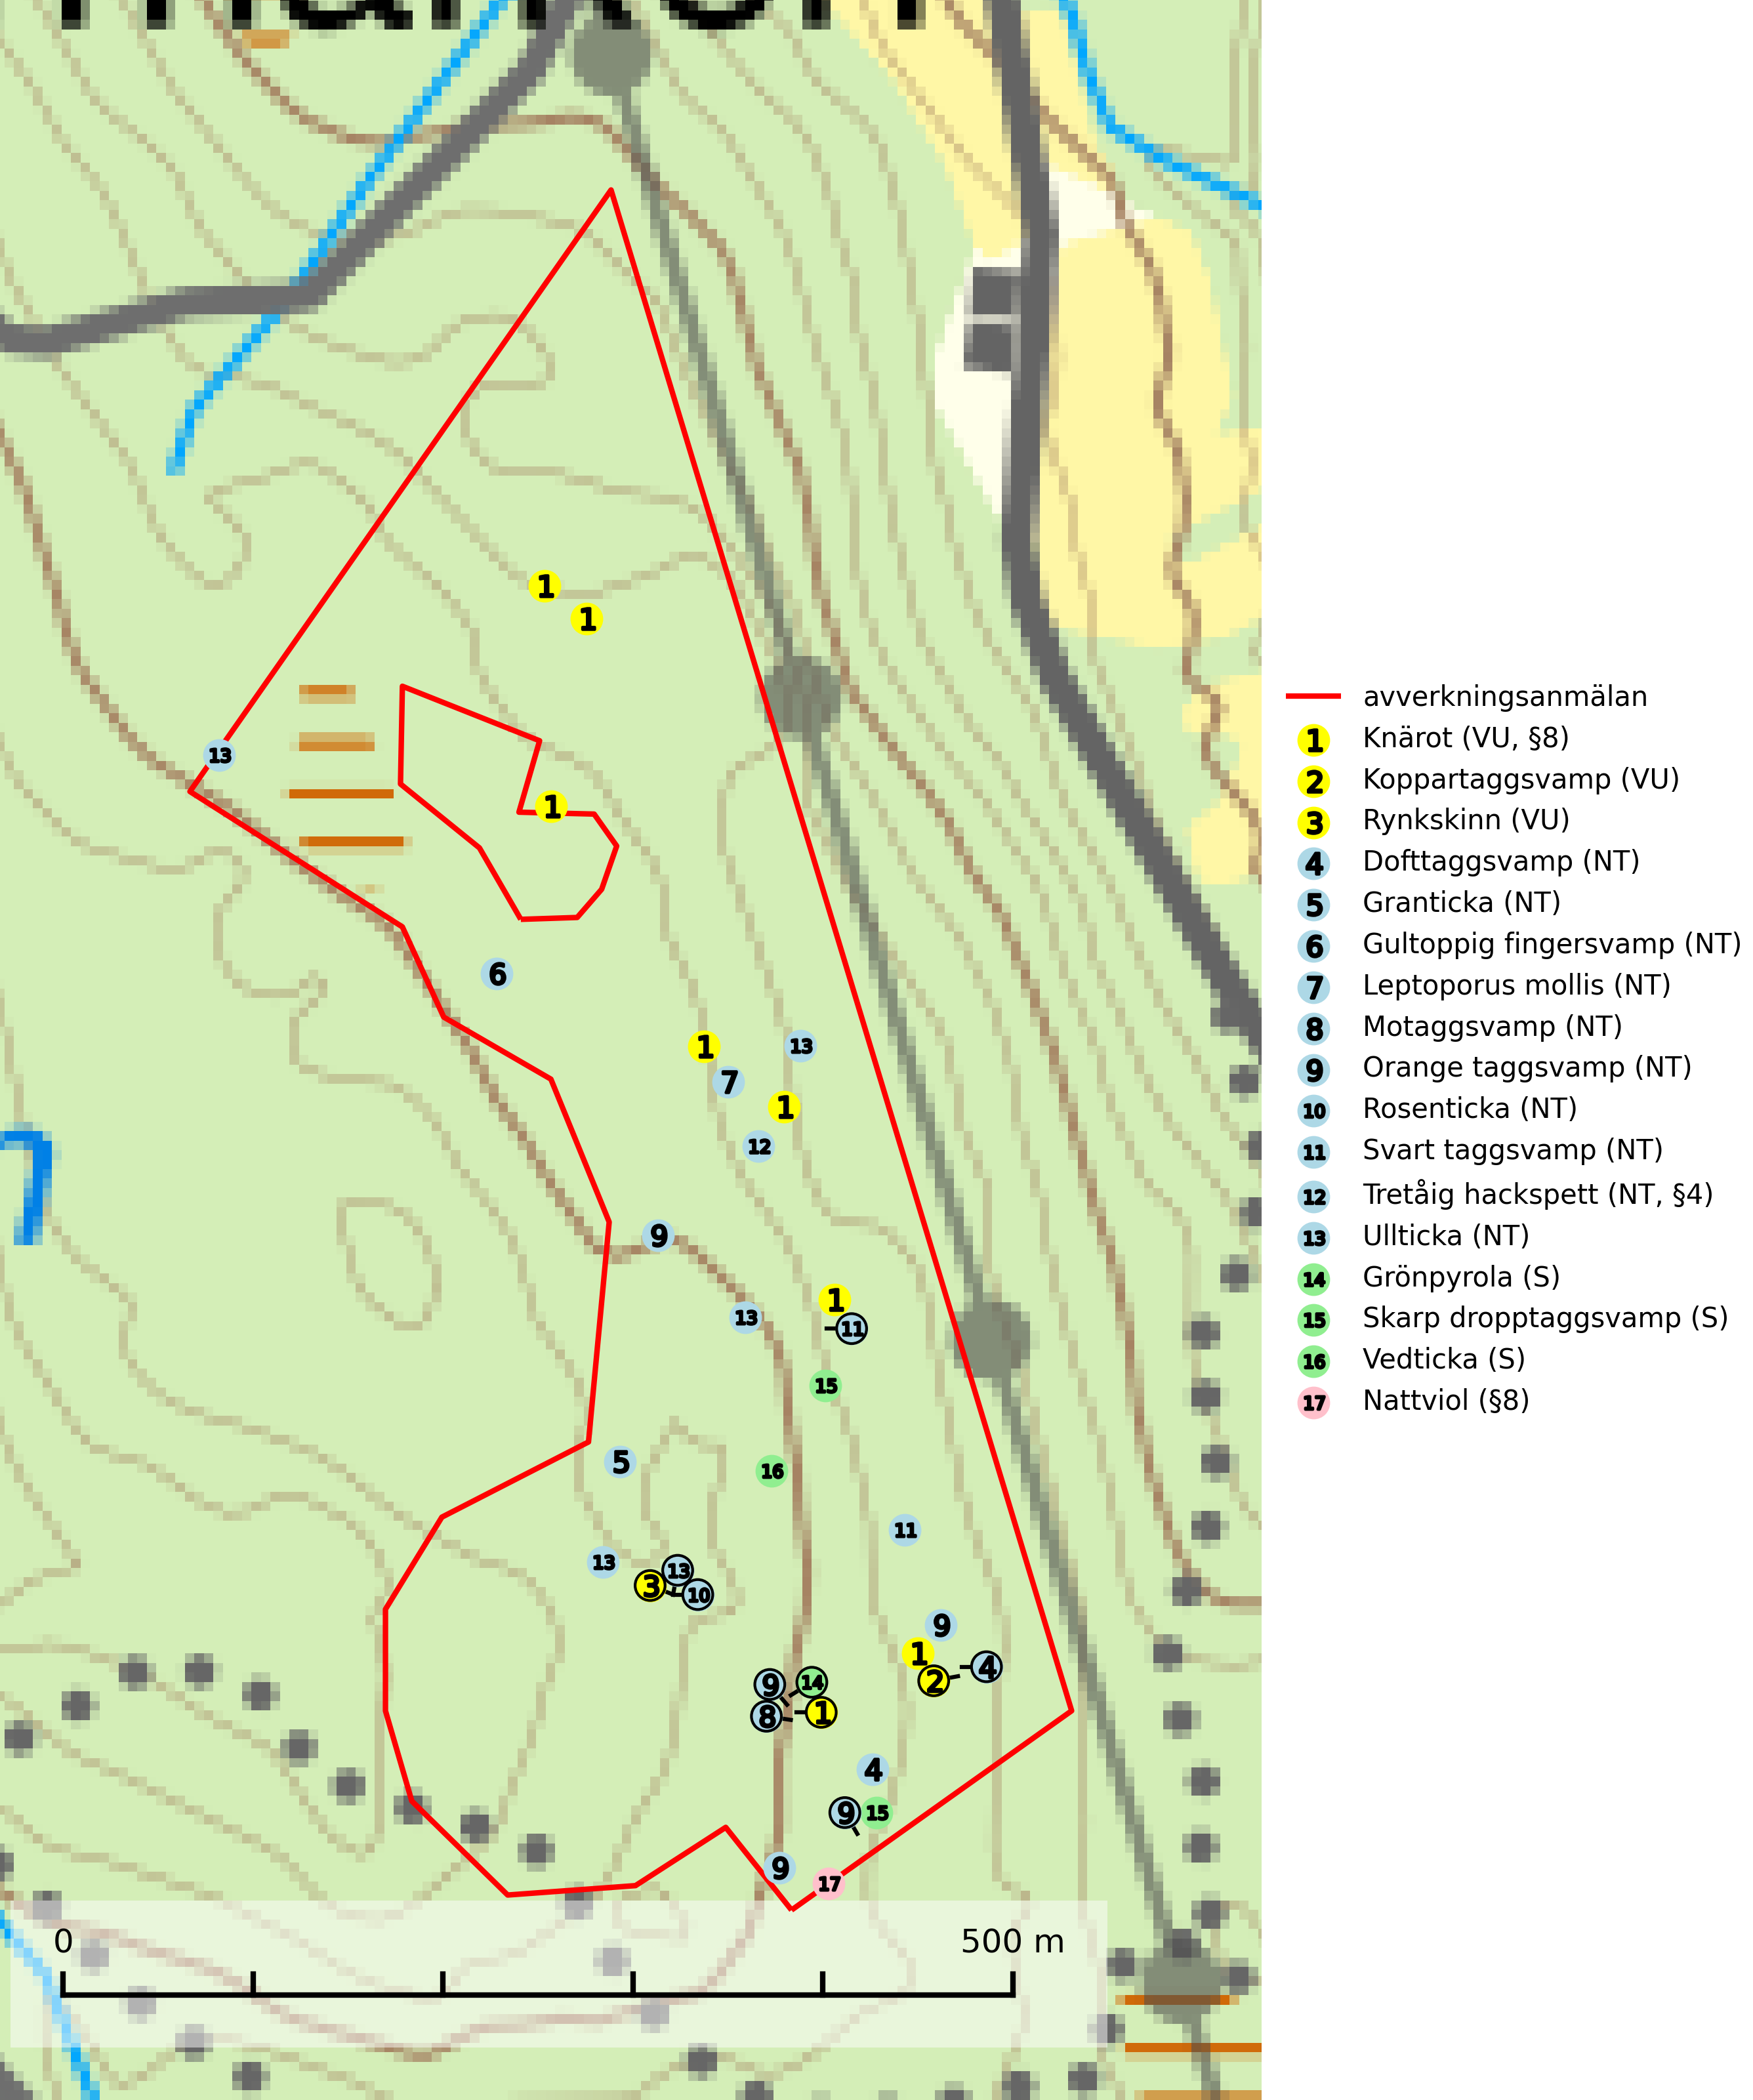 avverkningsanmälan
1 Knärot (VU, §8)
2 Koppartaggsvamp (VU)
3 Rynkskinn (VU)
4 Dofttaggsvamp (NT)
5 Granticka (NT)
6 Gultoppig fingersvamp (NT)
7 Leptoporus mollis (NT)
8 Motaggsvamp (NT)
9 Orange taggsvamp (NT)
10 Rosenticka (NT)
11 Svart taggsvamp (NT)
12 Tretåig hackspett (NT, §4)
13 Ullticka (NT)
14 Grönpyrola (S)
15 Skarp dropptaggsvamp (S)
16 Vedticka (S)
17 Nattviol (§8)
1
1
13
1
6
1 13
7
1
12
9
1
13 11
15
5
16
11
13 13
3 10
9
1
2 4
9 14
8 1
4
9 15
9
17
0 500 m